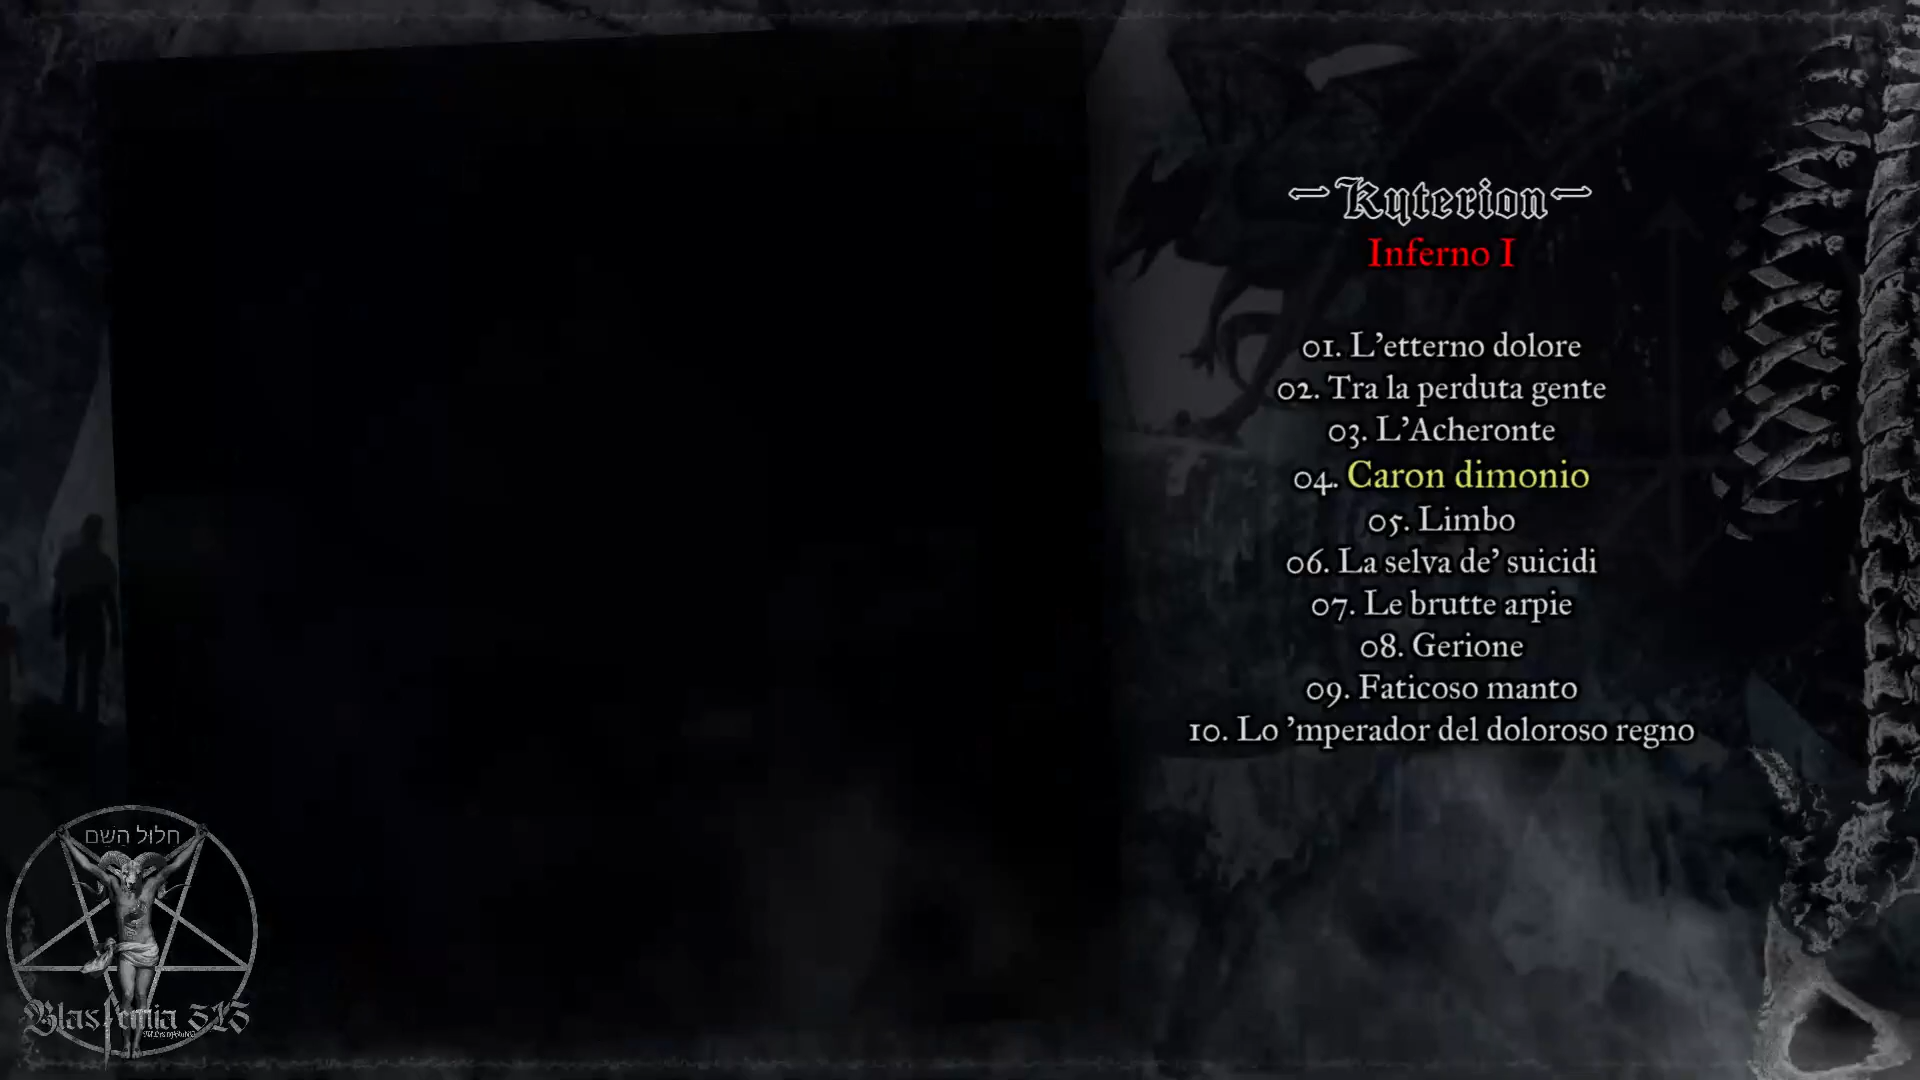 Kyterion
Inferno I
01. L'etterno dolore
02. Tra la perduta gente
03. L'Acheronte
04. Caron dimonio
05. Limbo
06. La selva de' suicidi
07. Le brutte arpie
08. Gerione
09. Faticoso manto
10. Lo 'mperador del doloroso regno
חלול השם
Blasfemia 313